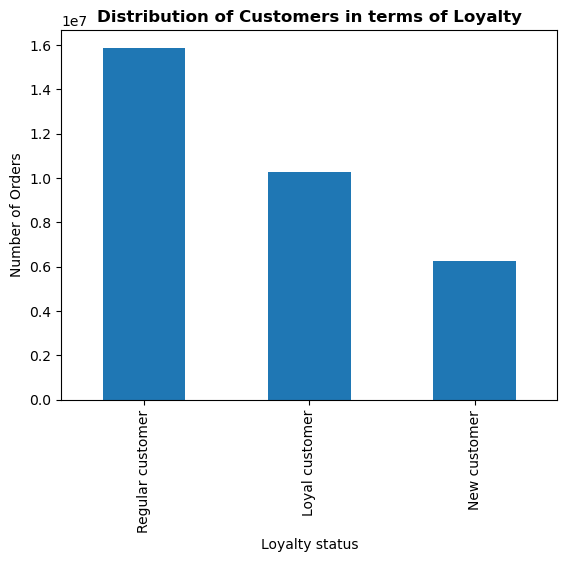 Distribution of Customers in terms of Loyalty
1e7
1.6
1.4
1.2
1.0
0.8
0.6
0.4
0.2
0.0
Number of Orders
Regular customer
Loyal customer
New customer
Loyalty status